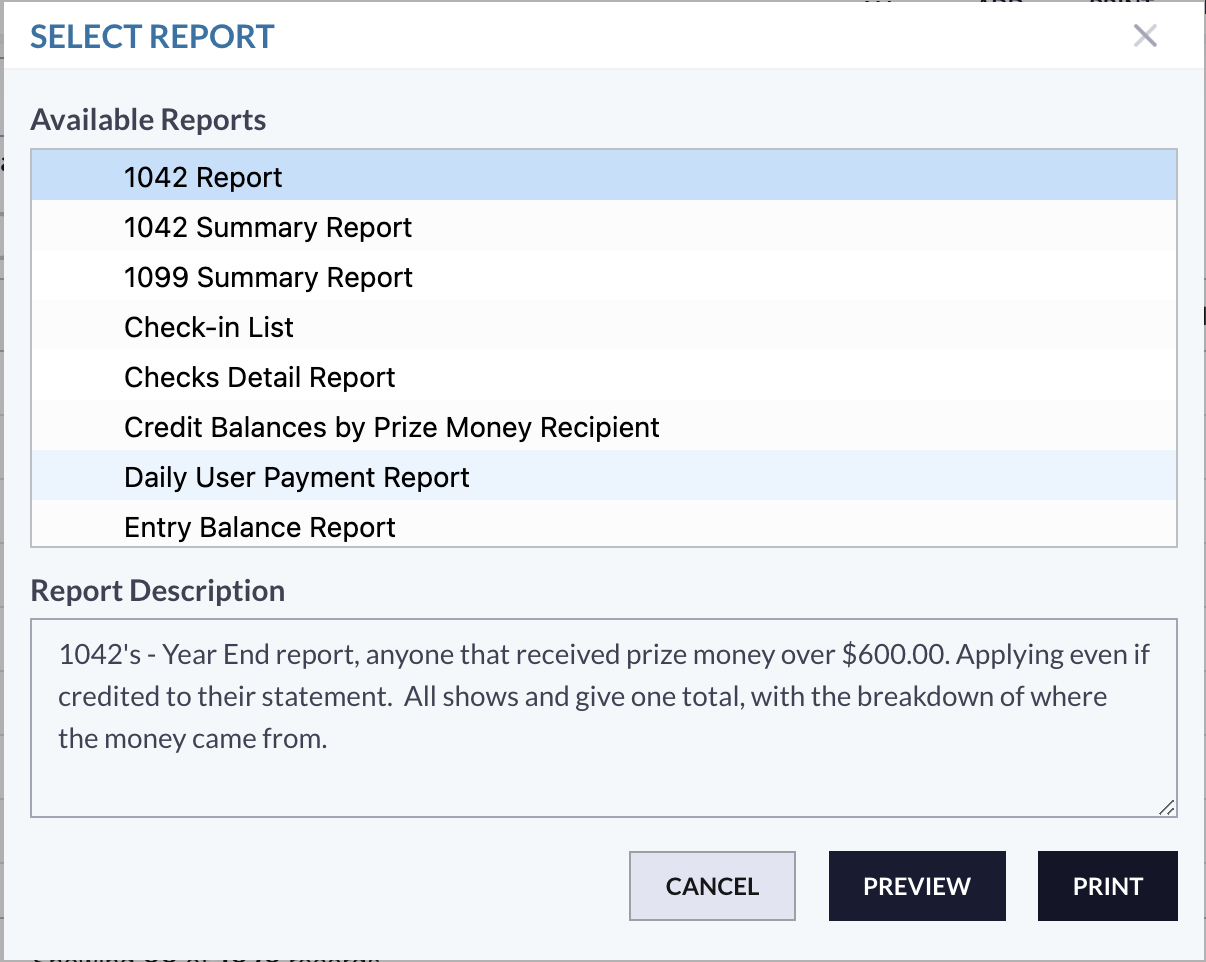 ADD PRINT
SELECT REPORT
Available Reports
1042 Report
1042 Summary Report
1099 Summary Report
Check-in List
Checks Detail Report
Credit Balances by Prize Money Recipient
Daily User Payment Report
Entry Balance Report
Report Description
1042's - Year End report, anyone that received prize money over $600.00. Applying even if
credited to their statement.  All shows and give one total, with the breakdown of where
the money came from.
CANCEL PREVIEW PRINT